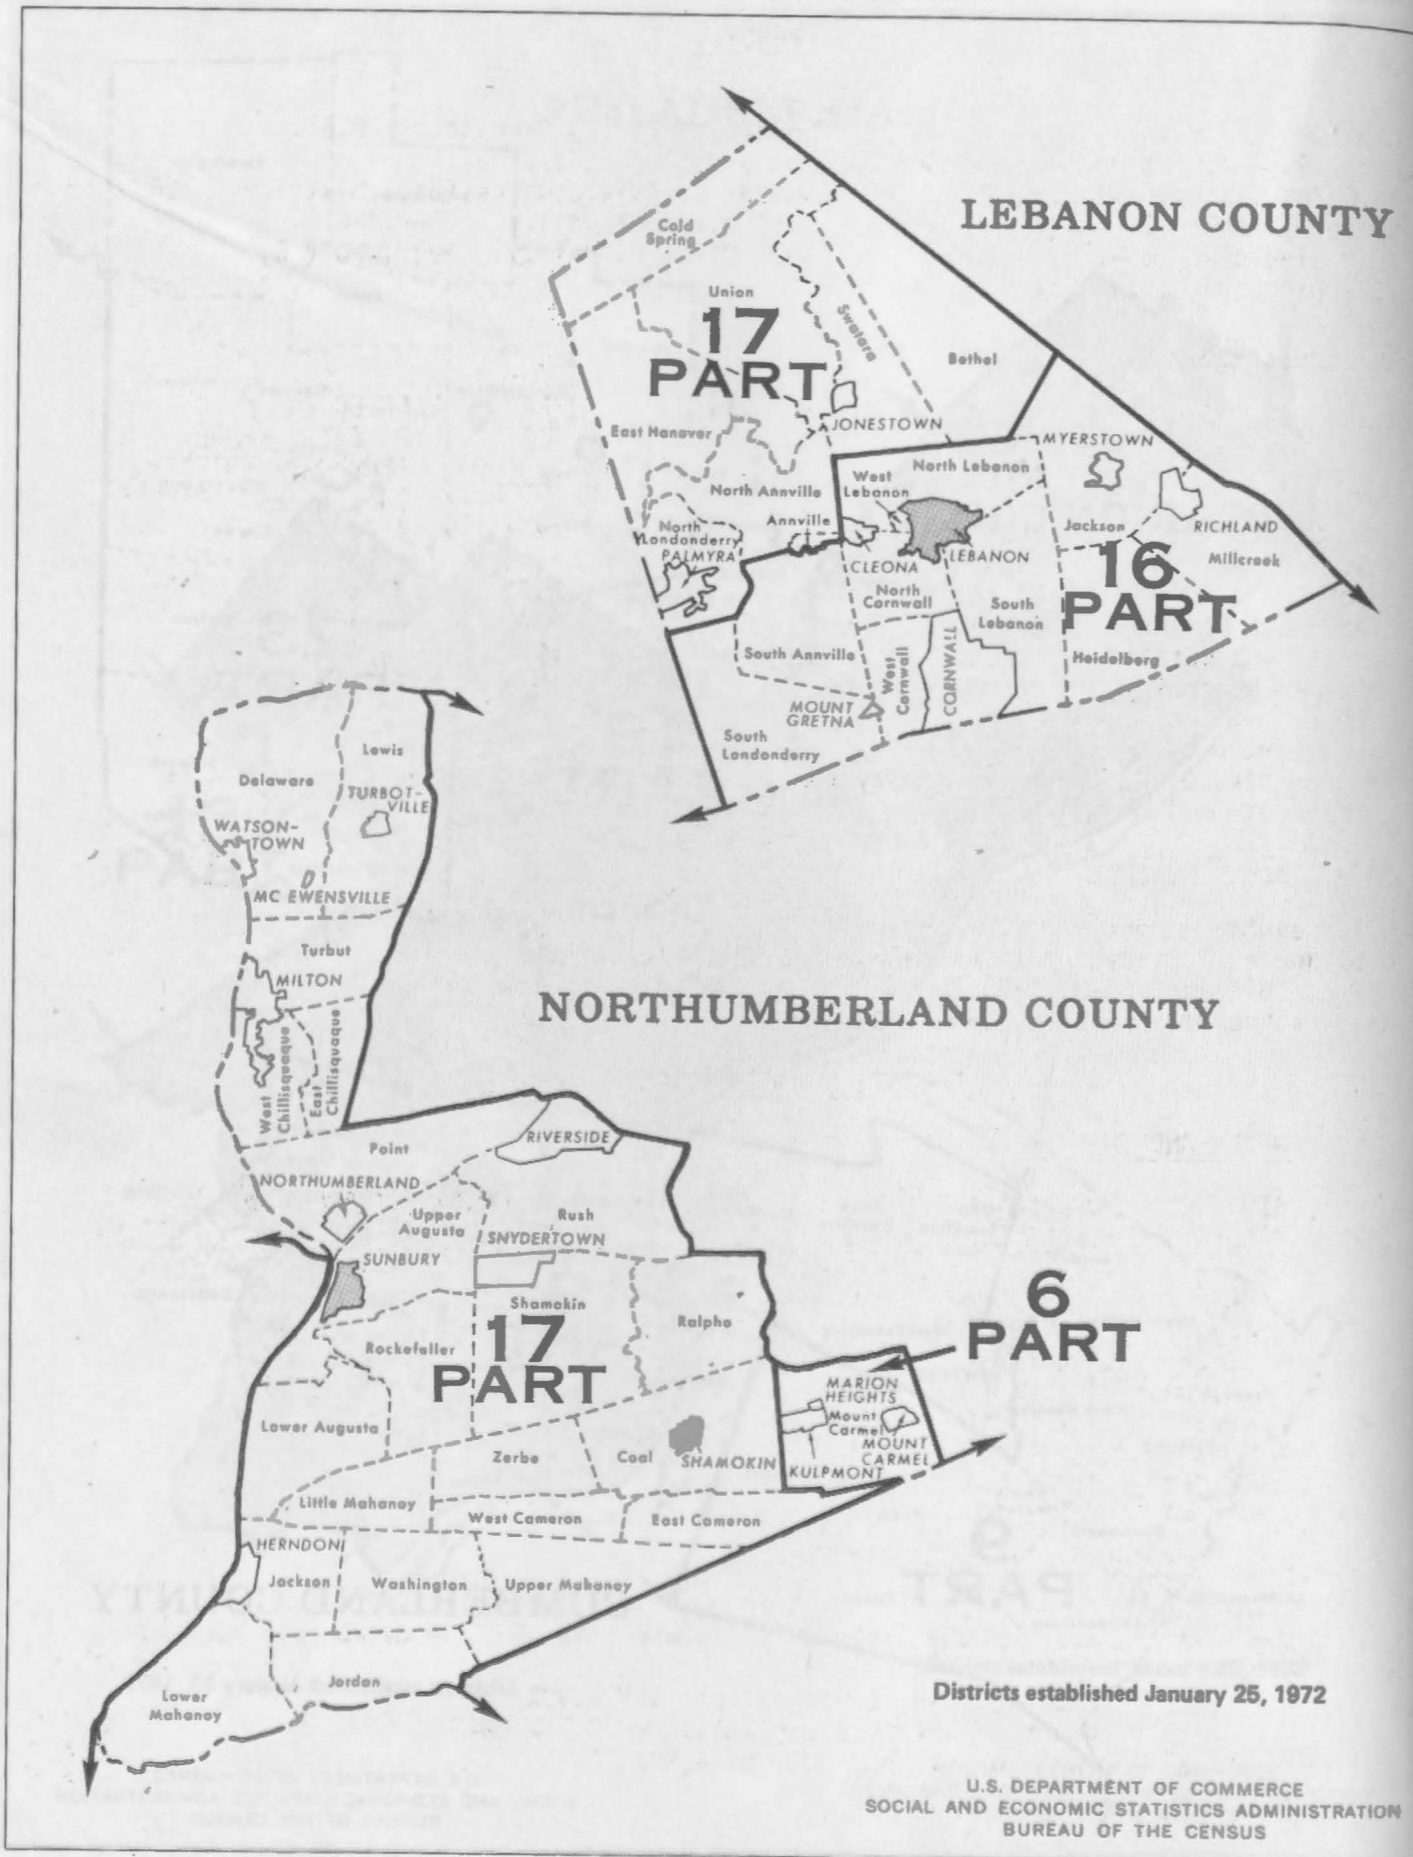 LEBANON COUNTY
Cold
Spring
Union
17
PART
Swatara
Bethel
JONESTOWN
East Hanover
MYERSTOWN
North Lebanon
West
Lebanon
North Annville
Annville
Jackson
RICHLAND
North
Londonderry
PALMYRA
CLEONA
LEBANON
16
PART
Millcreek
North
Cornwall
South
Lebanon
South Annville
West
Cornwall
CORNWALL
Heidelberg
MOUNT
GRETNA
South
Londonderry
Lewis
Delaware
TURBOT-
VILLE
WATSON-
TOWN
MC EWENSVILLE
Turbut
MILTON
NORTHUMBERLAND COUNTY
West
Chillisquaque
East
Chillisquaque
Point
RIVERSIDE
NORTHUMBERLAND
Upper
Augusta
Rush
SNYDERTOWN
SUNBURY
Shamokin
17
PART
Ralpho
6
PART
Rockefeller
MARION
HEIGHTS
Mount
Carmel
MOUNT
CARMEL
KULPMONT
Lower Augusta
Zerbe
Coal
SHAMOKIN
Little Mahanoy
West Cameron
East Cameron
HERNDON
Jackson
Washington
Upper Mahanoy
Jordan
Lower
Mahanoy
Districts established January 25, 1972
U.S. DEPARTMENT OF COMMERCE
SOCIAL AND ECONOMIC STATISTICS ADMINISTRATION
BUREAU OF THE CENSUS